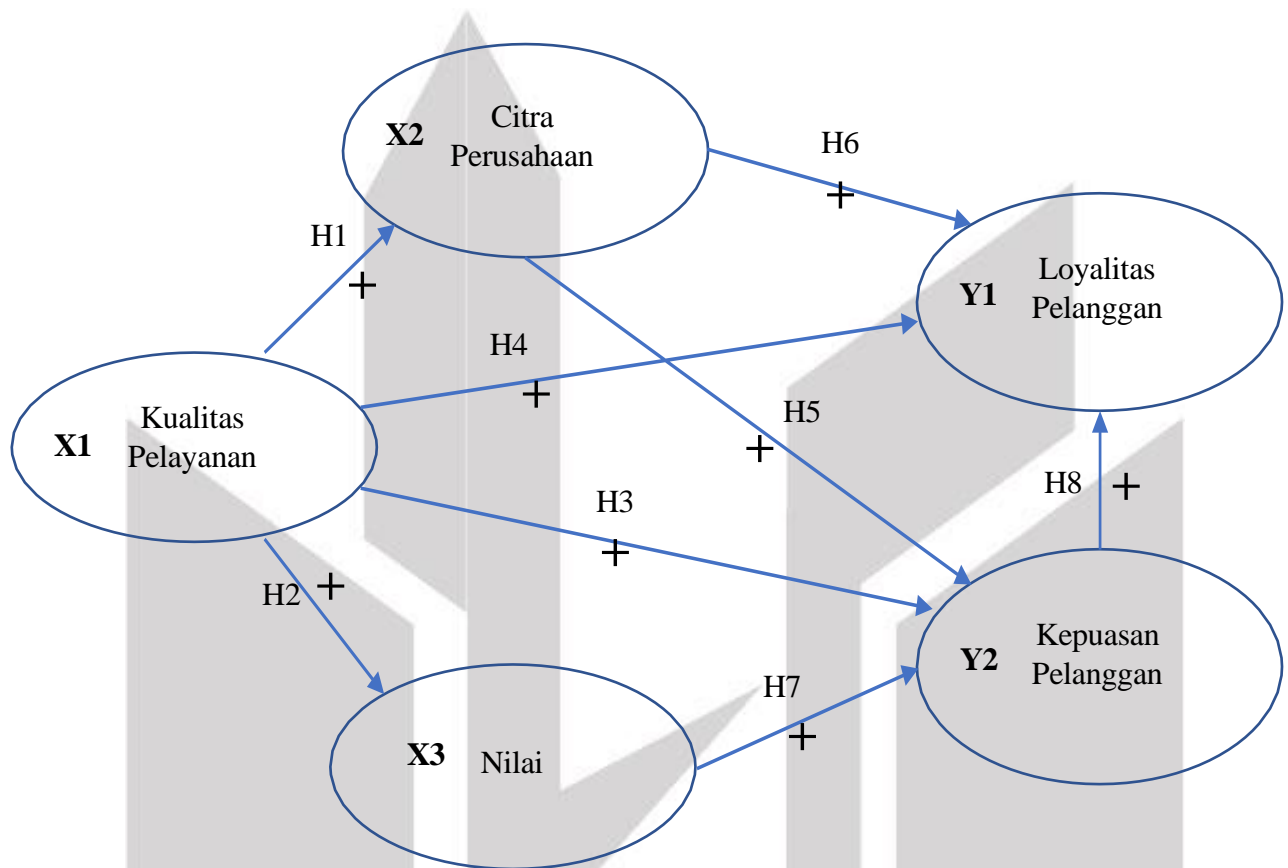 X2 Citra
Perusahaan
H6
H1
+
+
Y1 Loyalitas
Pelanggan
H4
+
X1 Kualitas
Pelayanan
H5
+
H3
+
H8 +
H2 +
Y2 Kepuasan
Pelanggan
X3 Nilai
H7
+